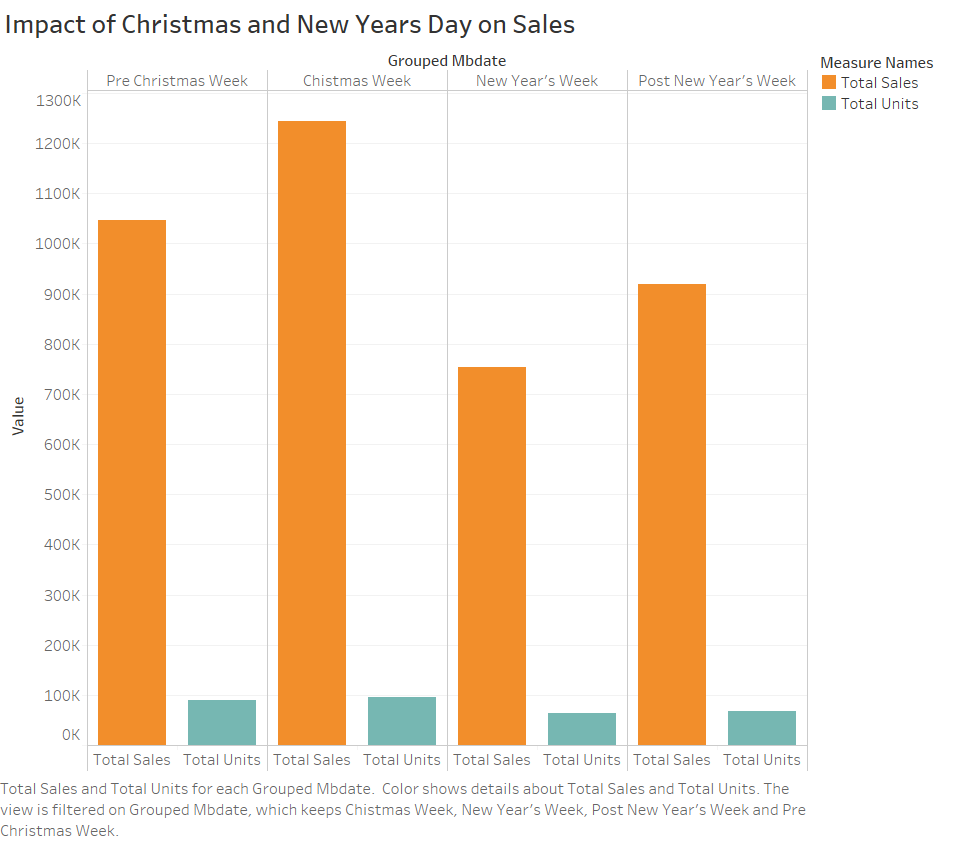 Impact of Christmas and New Years Day on Sales
Grouped Mbdate
Measure Names
Pre Christmas Week
Chistmas Week
New Year's Week
Post New Year's Week
Total Sales
Total Units
1300K
1200K
1100K
1000K
900K
800K
700K
600K
500K
400K
300K
200K
100K
0K
Value
Total Sales Total Units Total Sales Total Units Total Sales Total Units Total Sales Total Units
Total Sales and Total Units for each Grouped Mbdate.  Color shows details about Total Sales and Total Units. The
view is filtered on Grouped Mbdate, which keeps Chistmas Week, New Year's Week, Post New Year's Week and Pre
Christmas Week.